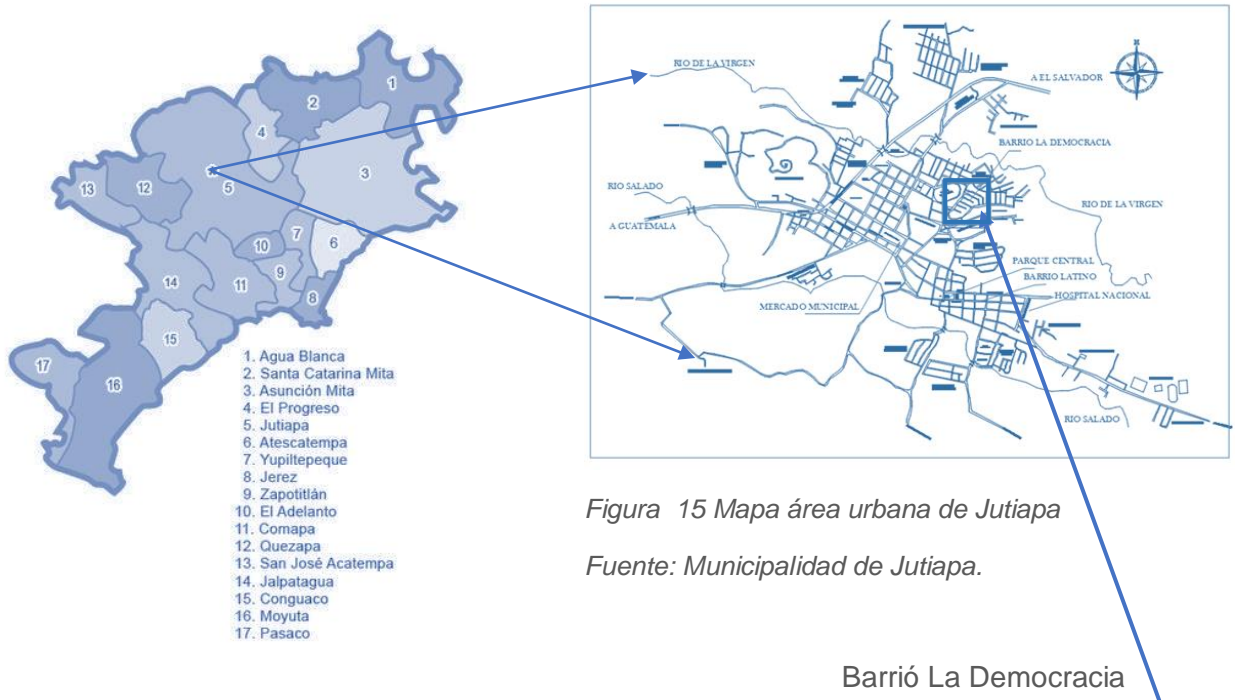 1
2
4
3
13
12
5
7
10
6
9
14
11
8
15
17
16
1. Agua Blanca
2. Santa Catarina Mita
3. Asunción Mita
4. El Progreso
5. Jutiapa
6. Atescatempa
7. Yupiltepeque
8. Jerez
9. Zapotitlán
10. El Adelanto
11. Comapa
12. Quezapa
13. San José Acatempa
14. Jalpatagua
15. Conguaco
16. Moyuta
17. Pasaco
RIO DE LA VIRGEN
A EL SALVADOR
BARRIO LA DEMOCRACIA
RIO SALADO
RIO DE LA VIRGEN
A GUATEMALA
PARQUE CENTRAL
BARRIO LATINO
HOSPITAL NACIONAL
MERCADO MUNICIPAL
RIO SALADO
Figura 15 Mapa área urbana de Jutiapa
Fuente: Municipalidad de Jutiapa.
Barrió La Democracia